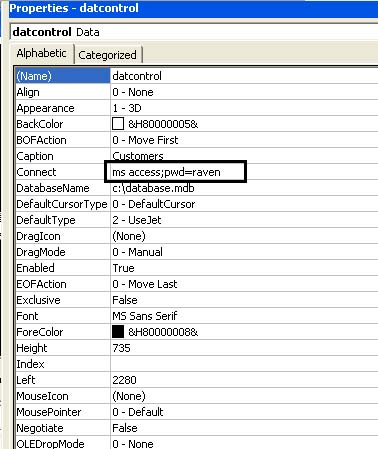 Properties - datcontrol
datcontrol Data
Alphabetic Categorized
(Name) datcontrol
Align 0 - None
Appearance 1 - 3D
BackColor &H80000005&
BOFAction 0 - Move First
Caption Customers
Connect ms access;pwd=raven
DatabaseName c:\database.mdb
DefaultCursorType 0 - DefaultCursor
DefaultType 2 - UseJet
DragIcon (None)
DragMode 0 - Manual
Enabled True
EOFAction 0 - Move Last
Exclusive False
Font MS Sans Serif
ForeColor &H80000008&
Height 735
Index
Left 2280
MouseIcon (None)
MousePointer 0 - Default
Negotiate False
OLEDropMode 0 - None